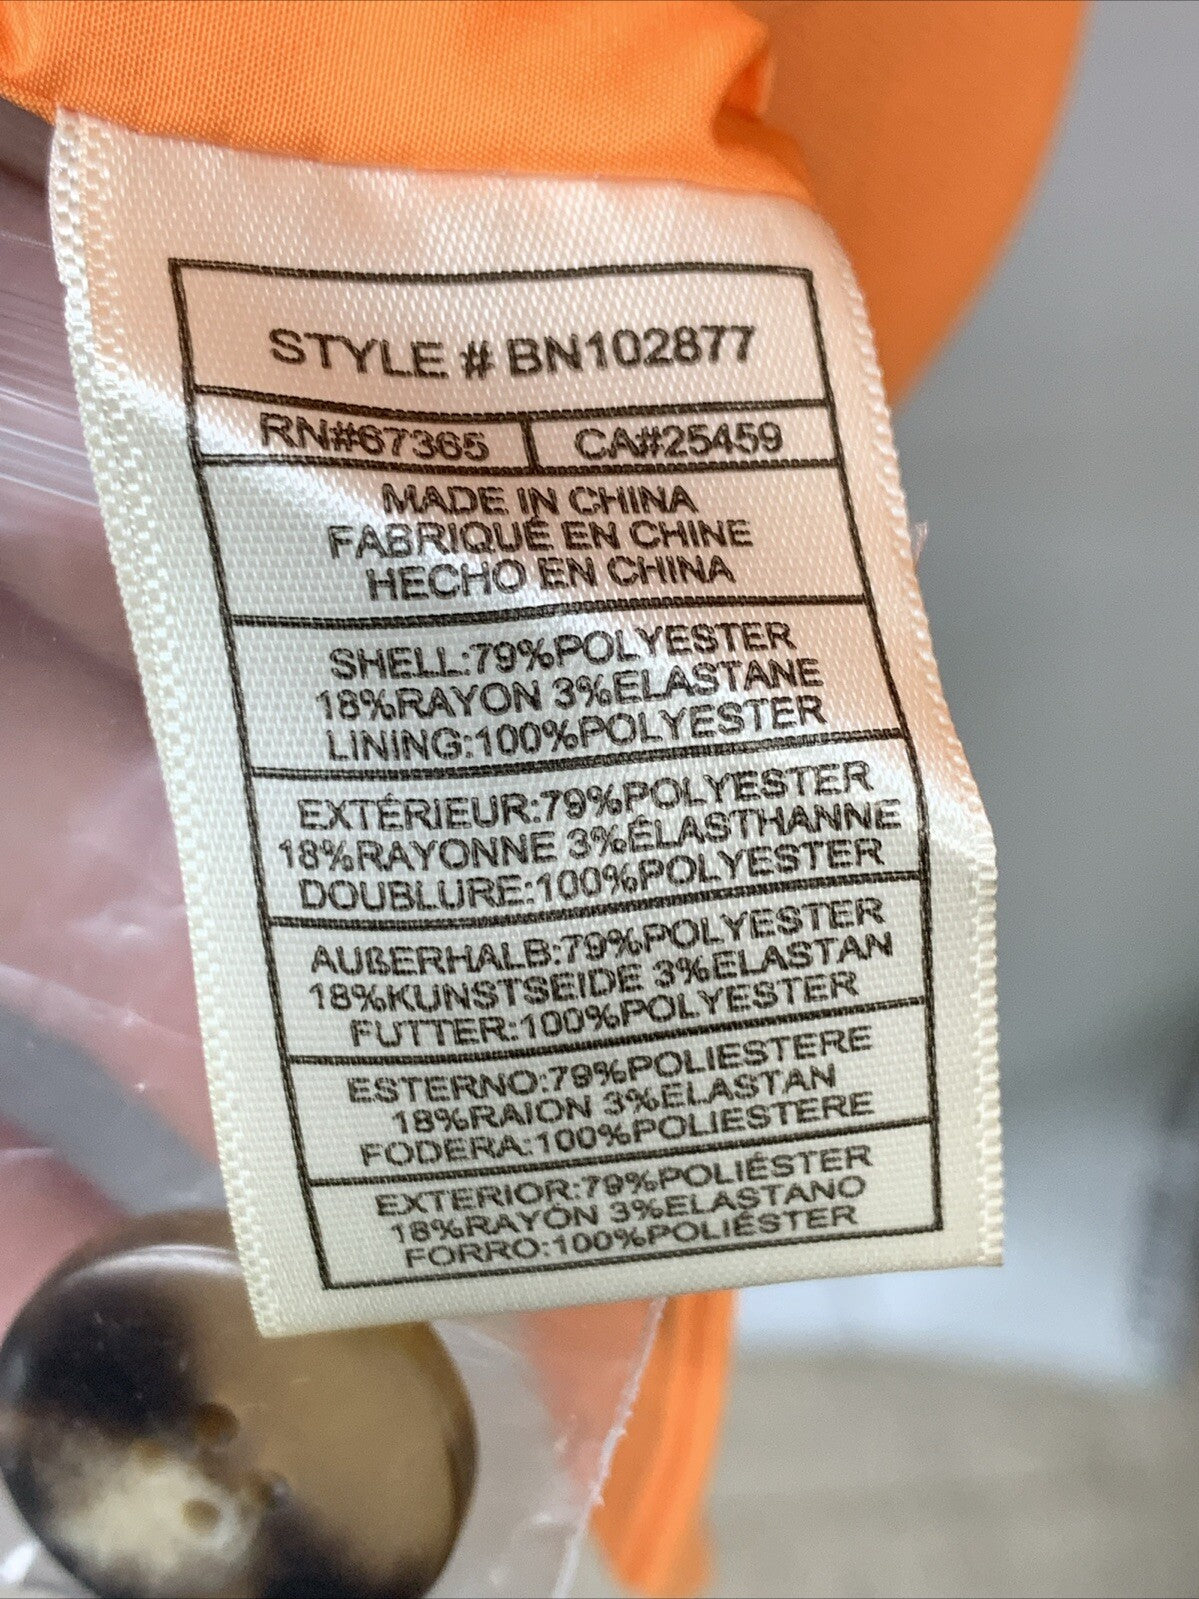 STYLE # BN102877
RN#67365 CA#25459
MADE IN CHINA
FABRIQUÉ EN CHINE
HECHO EN CHINA
SHELL:79%POLYESTER
18%RAYON 3%ELASTANE
LINING:100%POLYESTER
EXTÉRIEUR:79%POLYESTER
18%RAYONNE 3%ÉLASTHANNE
DOUBLURE:100%POLYESTER
AUßERHALB:79%POLYESTER
18%KUNSTSEIDE 3%ELASTAN
FUTTER:100%POLYESTER
ESTERNO:79%POLIESTERE
18%RAION 3%ELASTAN
FODERA:100%POLIESTERE
EXTERIOR:79%POLIÉSTER
18%RAYÓN 3%ELASTANO
FORRO:100%POLIÉSTER